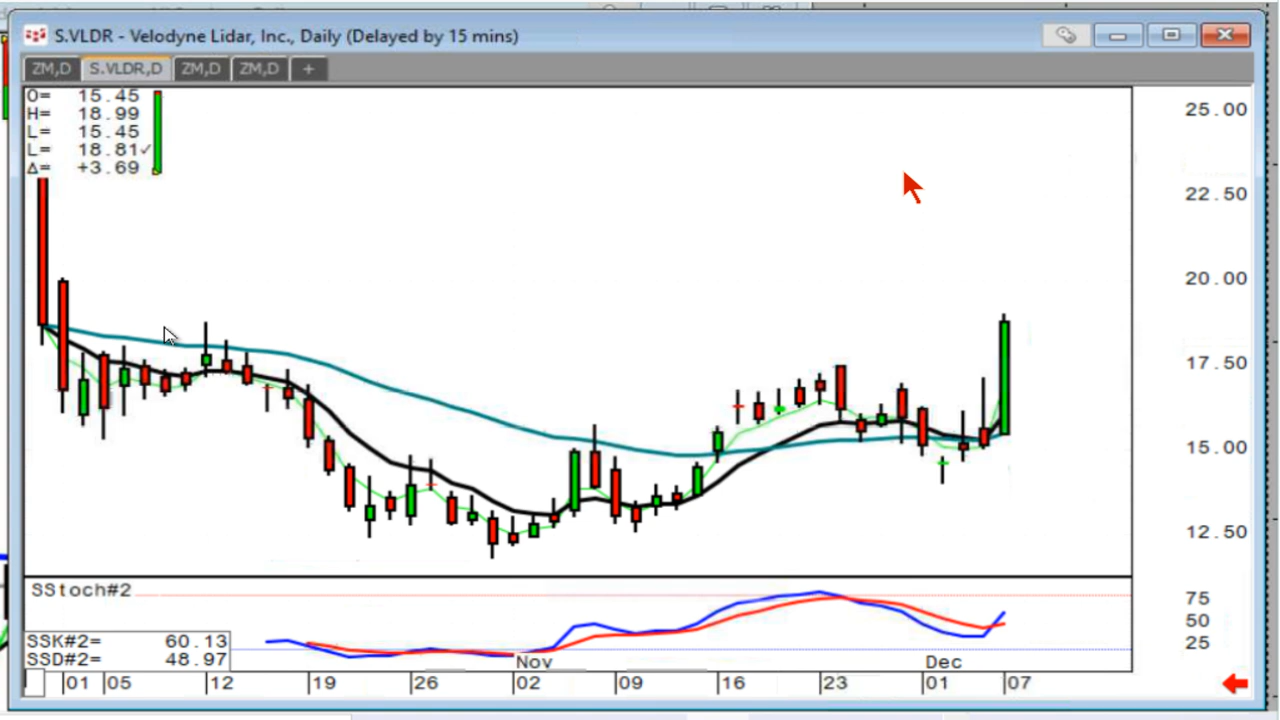 S.VLDR - Velodyne Lidar, Inc., Daily (Delayed by 15 mins)
ZM,D S.VLDR,D ZM,D ZM,D +
O= 15.45
H= 18.99
L= 15.45
L= 18.81✓
Δ= +3.69
25.00
22.50
20.00
17.50
15.00
12.50
SStoch#2
75
50
25
SSK#2= 60.13
SSD#2= 48.97
Nov Dec
01 05 12 19 26 02 09 16 23 01 07